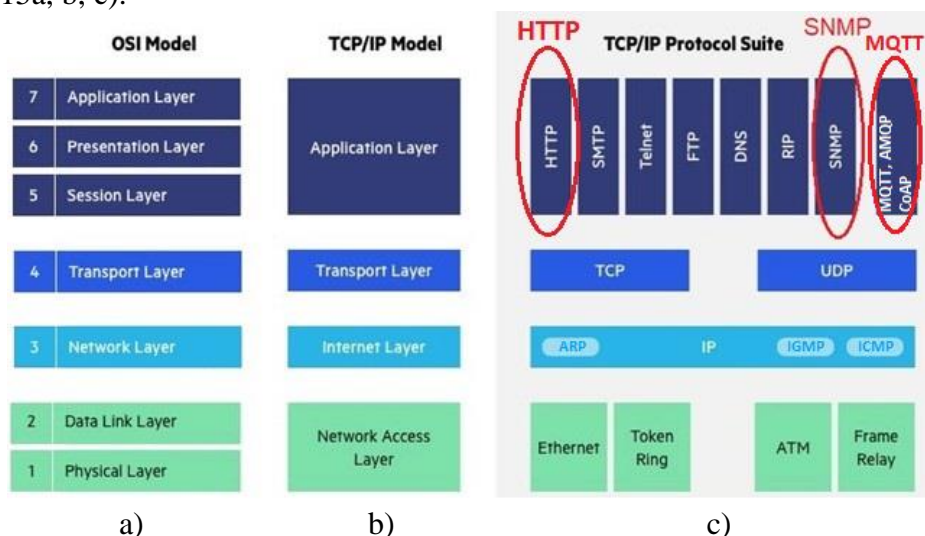 15a, b, c).
OSI Model
7 Application Layer
6 Presentation Layer
5 Session Layer
4 Transport Layer
3 Network Layer
2 Data Link Layer
1 Physical Layer
a)
TCP/IP Model
Application Layer
Transport Layer
Internet Layer
Network Access
Layer
b)
HTTP
SNMP
MQTT
TCP/IP Protocol Suite
HTTP
SMTP
Telnet
FTP
DNS
RIP
SNMP
MQTT, AMQP
CoAP
TCP
UDP
ARP
IP
IGMP
ICMP
Ethernet
Token
Ring
ATM
Frame
Relay
c)